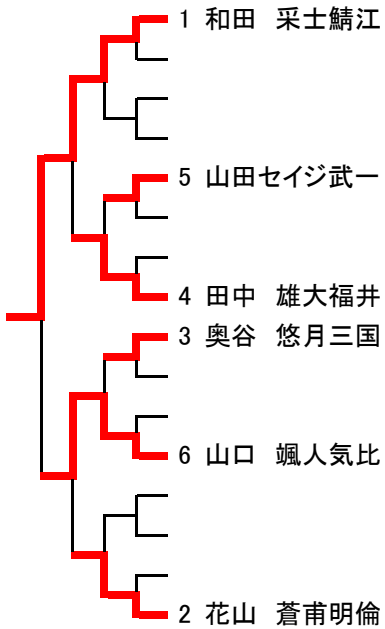 1 和田　采士鯖江
5 山田セイジ武一
4 田中　雄大福井
3 奥谷　悠月三国
6 山口　颯人気比
2 花山　蒼甫明倫